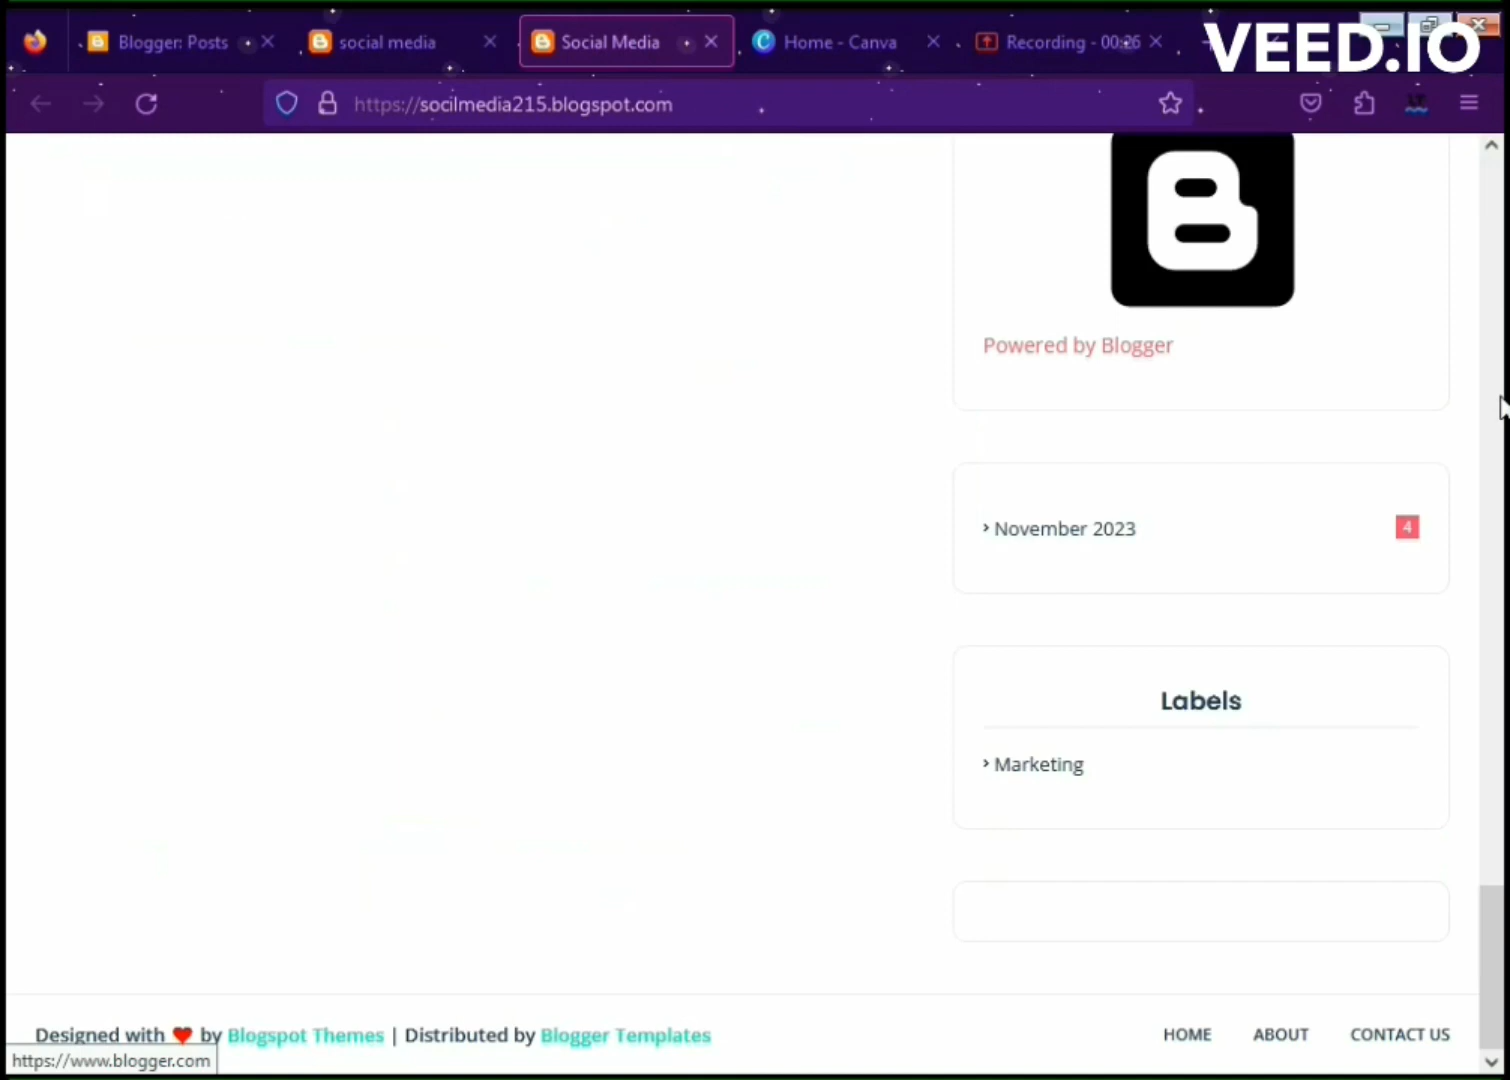 Blogger: Posts
social media
Social Media
Home - Canva
Recording - 00:26
VEED.IO
https://socilmedia215.blogspot.com
Powered by Blogger
November 2023
4
Labels
Marketing
Designed with ❤ by Blogspot Themes | Distributed by Blogger Templates
HOME
ABOUT
CONTACT US
https://www.blogger.com